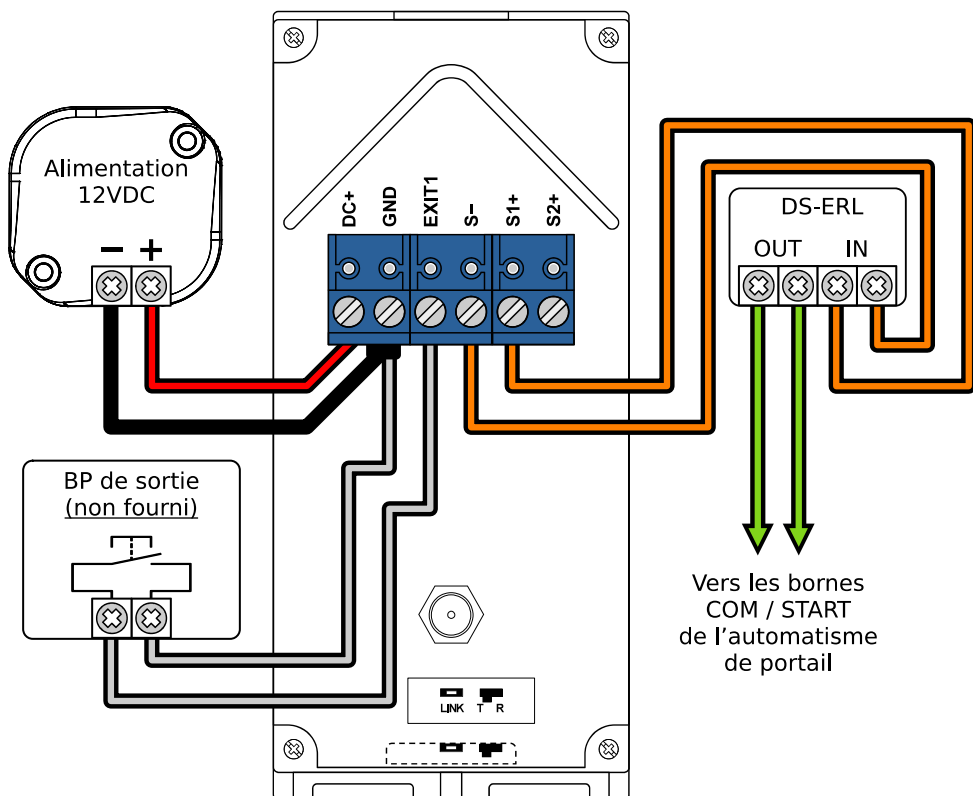 Alimentation
12VDC
− +
DC+
GND
EXIT1
S−
S1+
S2+
DS-ERL
OUT IN
BP de sortie
(non fourni)
Vers les bornes
COM / START
de l’automatisme
de portail
LINK T R